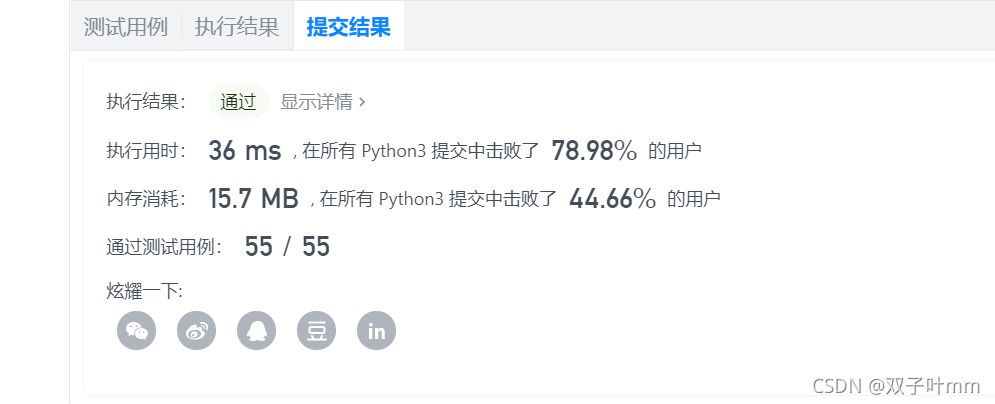 测试用例 执行结果 提交结果
执行结果： 通过 显示详情 ›
执行用时： 36 ms , 在所有 Python3 提交中击败了 78.98% 的用户
内存消耗： 15.7 MB , 在所有 Python3 提交中击败了 44.66% 的用户
通过测试用例： 55 / 55
炫耀一下:
豆 in
CSDN @双子叶mm